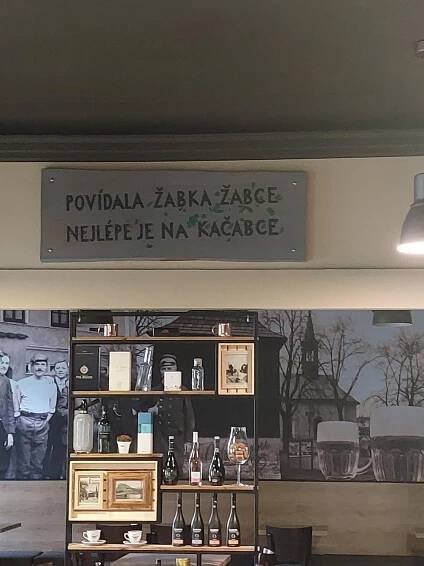 POVÍDALA ŽABKA ŽABCE
NEJLÉPE JE NA KAČABCE